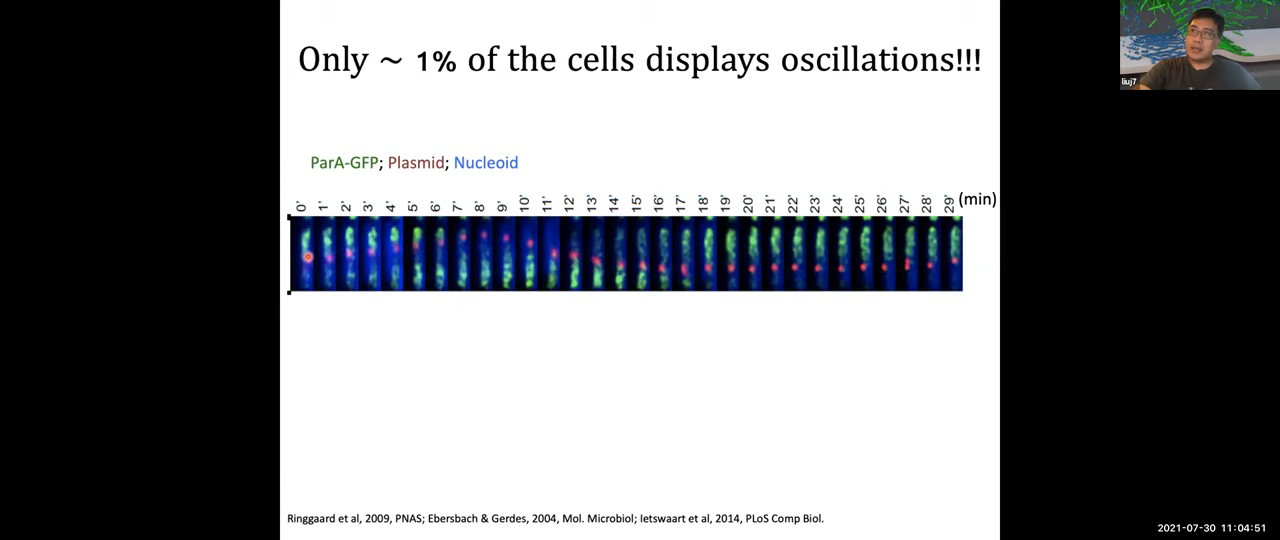 Only ~ 1% of the cells displays oscillations!!!
liuj7
ParA-GFP; Plasmid; Nucleoid
0' 1' 2' 3' 4' 5' 6' 7' 8' 9' 10' 11' 12' 13' 14' 15' 16' 17' 18' 19' 20' 21' 22' 23' 24' 25' 26' 27' 28' 29' (min)
Ringgaard et al, 2009, PNAS; Ebersbach & Gerdes, 2004, Mol. Microbiol; Ietswaart et al, 2014, PLoS Comp Biol.
2021-07-30 11:04:51